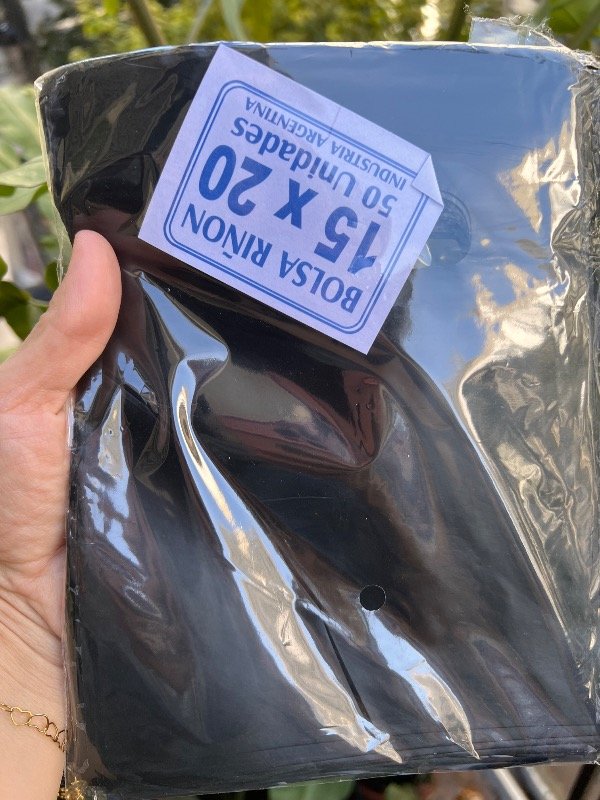 BOLSA RIÑON
15 x 20
50 Unidades
INDUSTRIA ARGENTINA